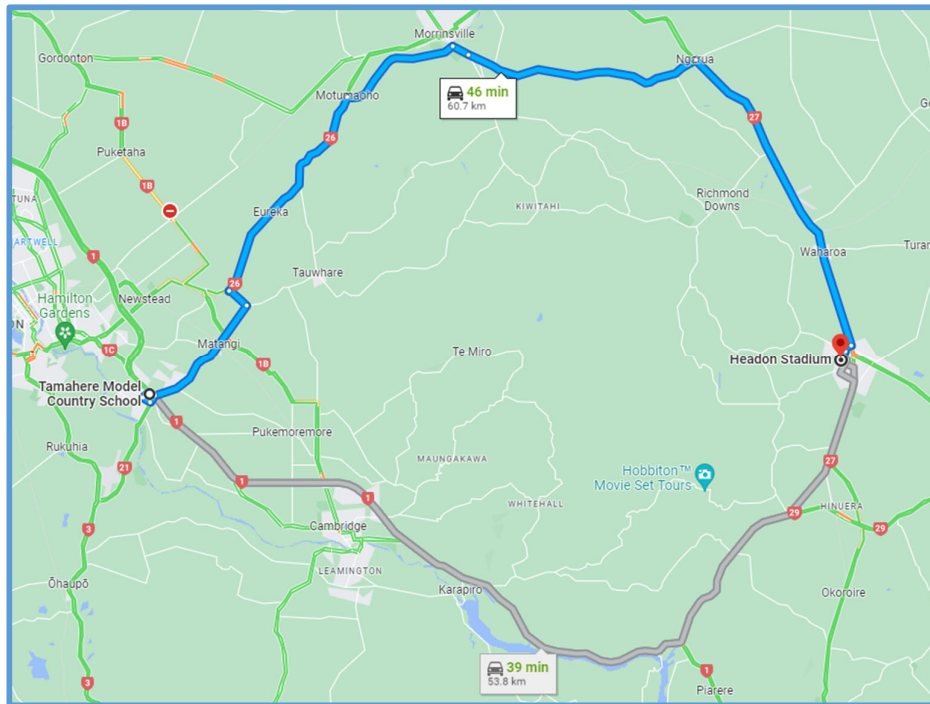 Morrinsville
Gordonton
Ngarua
46 min
60.7 km
Motumaoho
27
1B
26
Puketaha
1B
Richmond
Downs
TUNA
KIWITAHI
Eureka
ARTWELL
Waharoa
Turan
1
Tauwhare
26
Hamilton
Gardens
Newstead
ON
Matangi
1C
Te Miro
Headon Stadium
1B
Tamahere Model
Country School
1
Pukemoremore
Rukuhia
MAUNGAKAWA
21
27
Hobbiton™
Movie Set Tours
1
1
WHITEHALL
HINUERA
3
29
Cambridge
29
LEAMINGTON
Ōhaupō
Karapiro
Okoroire
39 min
53.8 km
1
3
Piarere